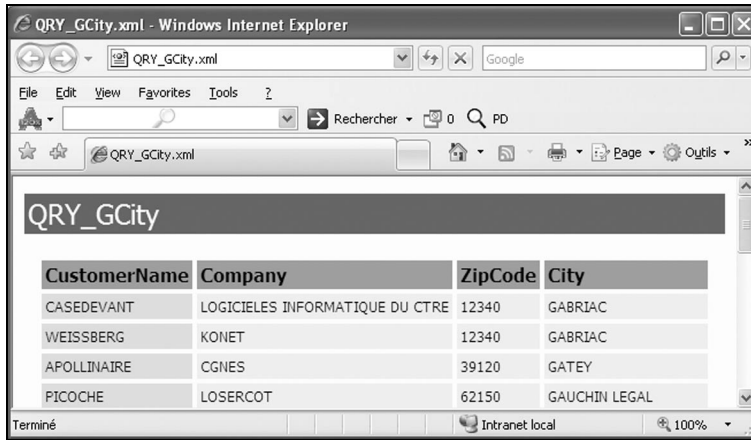 QRY_GCity.xml - Windows Internet Explorer
QRY_GCity.xml Google
File Edit View Favorites Tools ?
Rechercher 0 PD
QRY_GCity.xml Page Outils »
QRY_GCity
CustomerName Company ZipCode City
CASEDEVANT LOGICIELES INFORMATIQUE DU CTRE 12340 GABRIAC
WEISSBERG KONET 12340 GABRIAC
APOLLINAIRE CGNES 39120 GATEY
PICOCHE LOSERCOT 62150 GAUCHIN LEGAL
Terminé Intranet local 100%